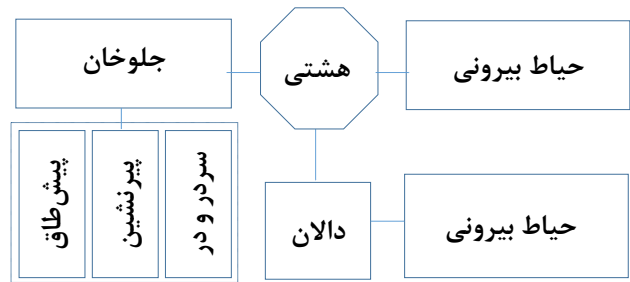 حیاط بیرونی
هشتی
جلوخان
سردر و در
پیرنشین
پیش‌طاق
حیاط بیرونی
دالان